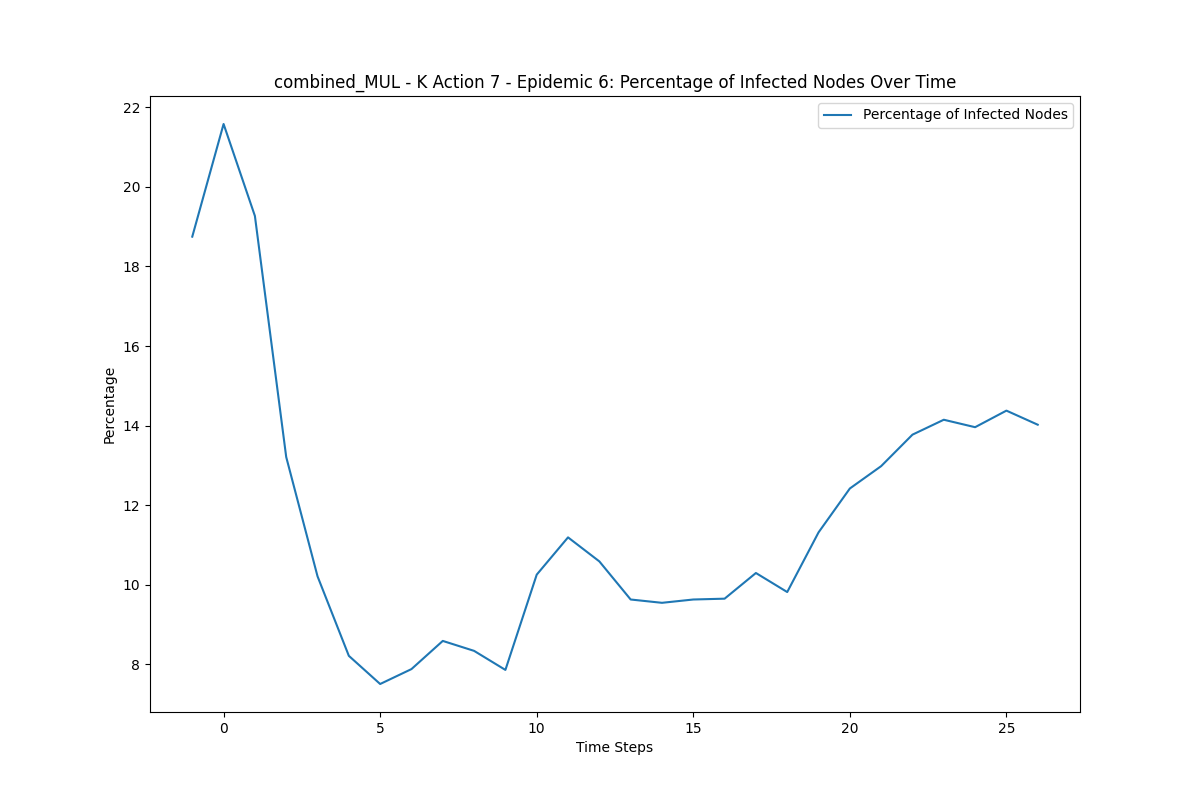 combined_MUL - K Action 7 - Epidemic 6: Percentage of Infected Nodes Over Time
Percentage of Infected Nodes
22
20
18
16
14
12
10
8
Percentage
0 5 10 15 20 25
Time Steps